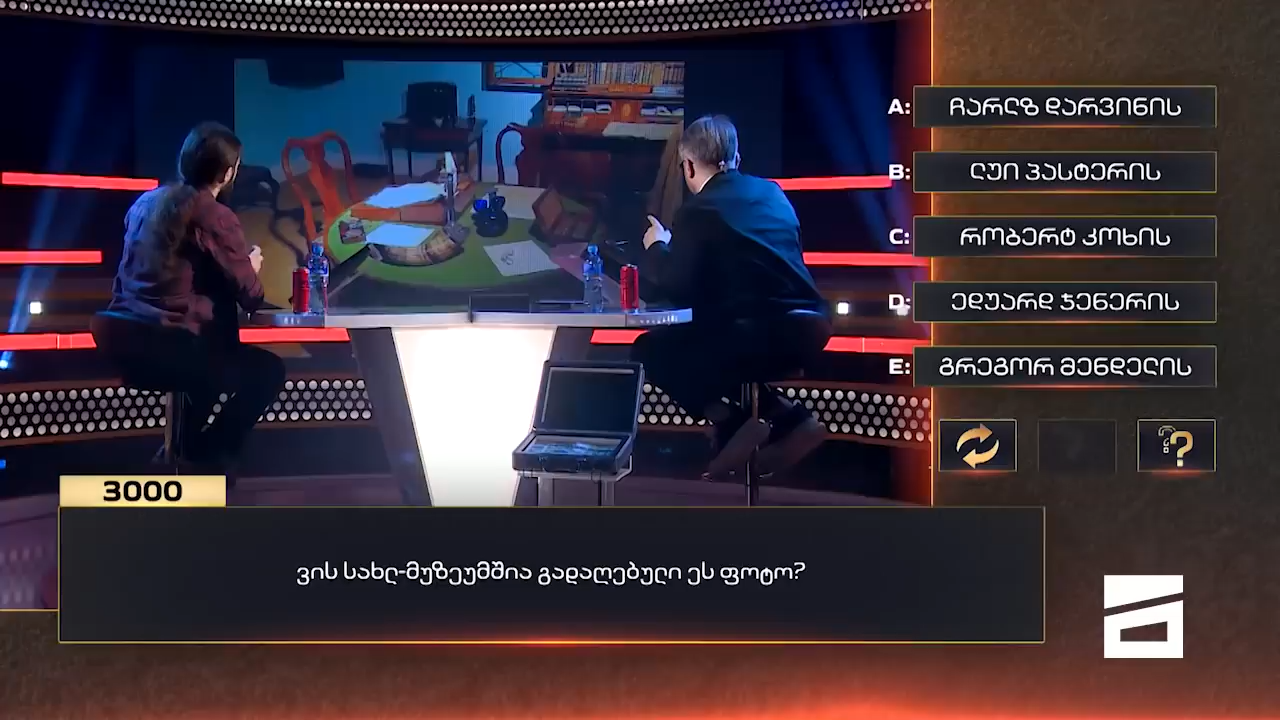 A: ჩარლზ დარვინის
B: ლუი პასტერის
C: რობერტ კოხის
D: ედუარდ ჯენერის
E: გრეგორ მენდელის
3000
ვის სახლ-მუზეუმშია გადაღებული ეს ფოტო?